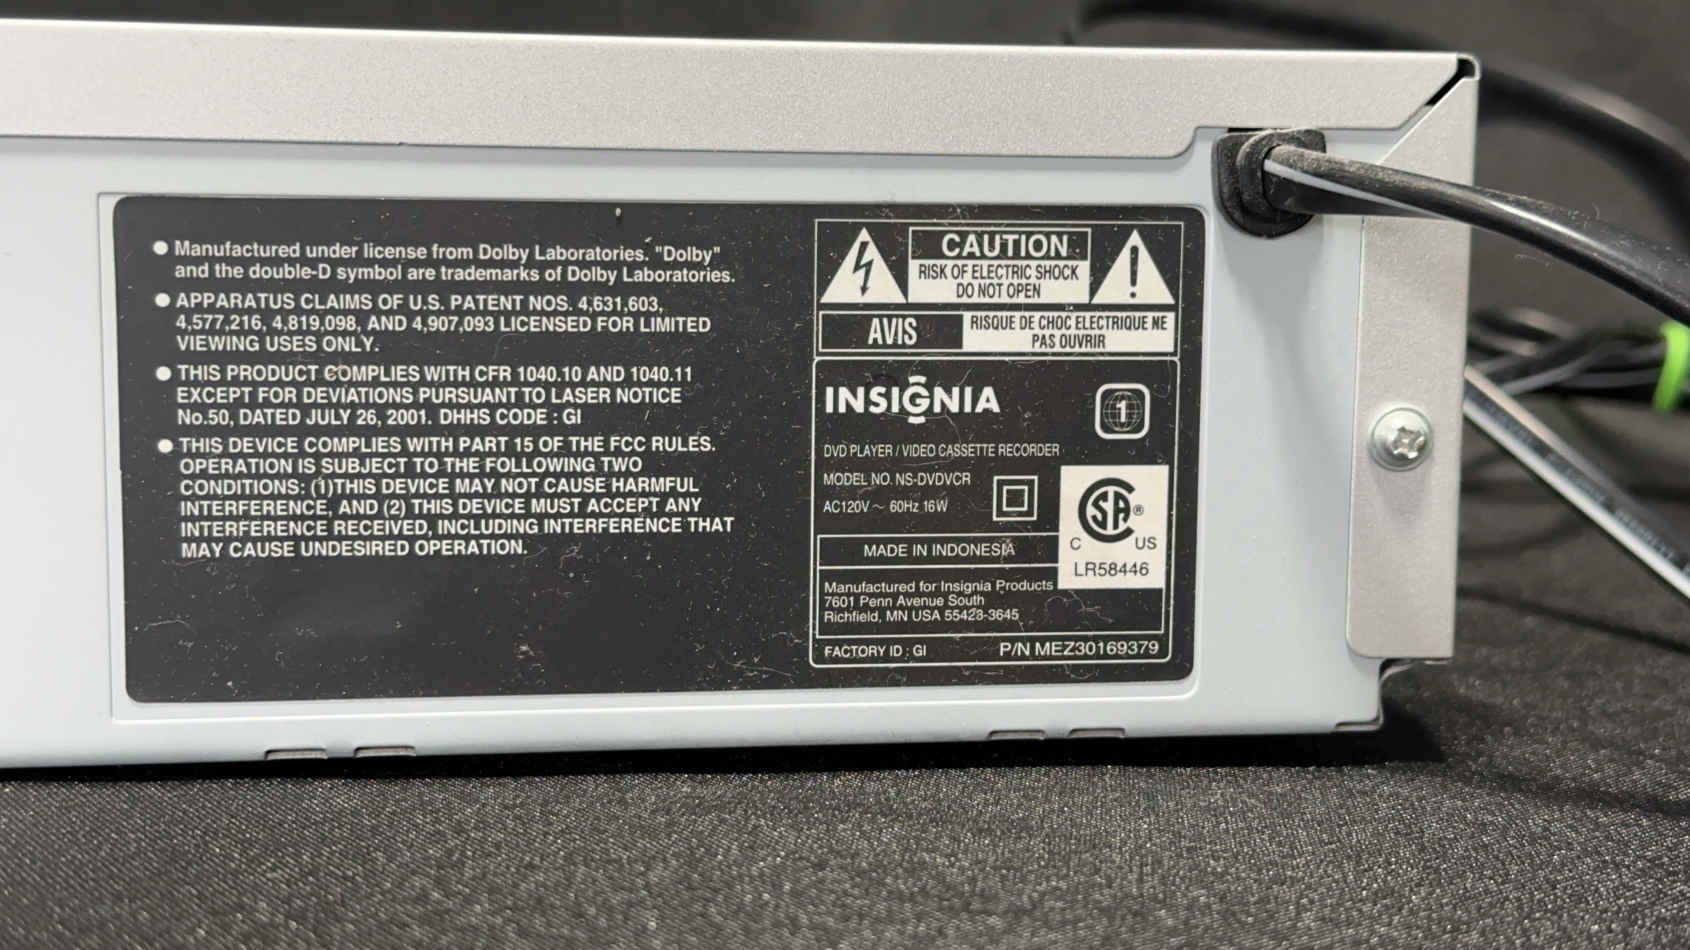 ● Manufactured under license from Dolby Laboratories. "Dolby"
and the double-D symbol are trademarks of Dolby Laboratories.
● APPARATUS CLAIMS OF U.S. PATENT NOS. 4,631,603,
4,577,216, 4,819,098, AND 4,907,093 LICENSED FOR LIMITED
VIEWING USES ONLY.
● THIS PRODUCT COMPLIES WITH CFR 1040.10 AND 1040.11
EXCEPT FOR DEVIATIONS PURSUANT TO LASER NOTICE
No.50, DATED JULY 26, 2001. DHHS CODE : GI
● THIS DEVICE COMPLIES WITH PART 15 OF THE FCC RULES.
OPERATION IS SUBJECT TO THE FOLLOWING TWO
CONDITIONS: (1)THIS DEVICE MAY NOT CAUSE HARMFUL
INTERFERENCE, AND (2) THIS DEVICE MUST ACCEPT ANY
INTERFERENCE RECEIVED, INCLUDING INTERFERENCE THAT
MAY CAUSE UNDESIRED OPERATION.
CAUTION
RISK OF ELECTRIC SHOCK
DO NOT OPEN
AVIS
RISQUE DE CHOC ELECTRIQUE NE
PAS OUVRIR
INSIGNIA
1
DVD PLAYER / VIDEO CASSETTE RECORDER
MODEL NO. NS-DVDVCR
AC120V ~ 60Hz 16W
SA ®
C US
LR58446
MADE IN INDONESIA
Manufactured for Insignia Products
7601 Penn Avenue South
Richfield, MN USA 55423-3645
FACTORY ID : GI
P/N MEZ30169379